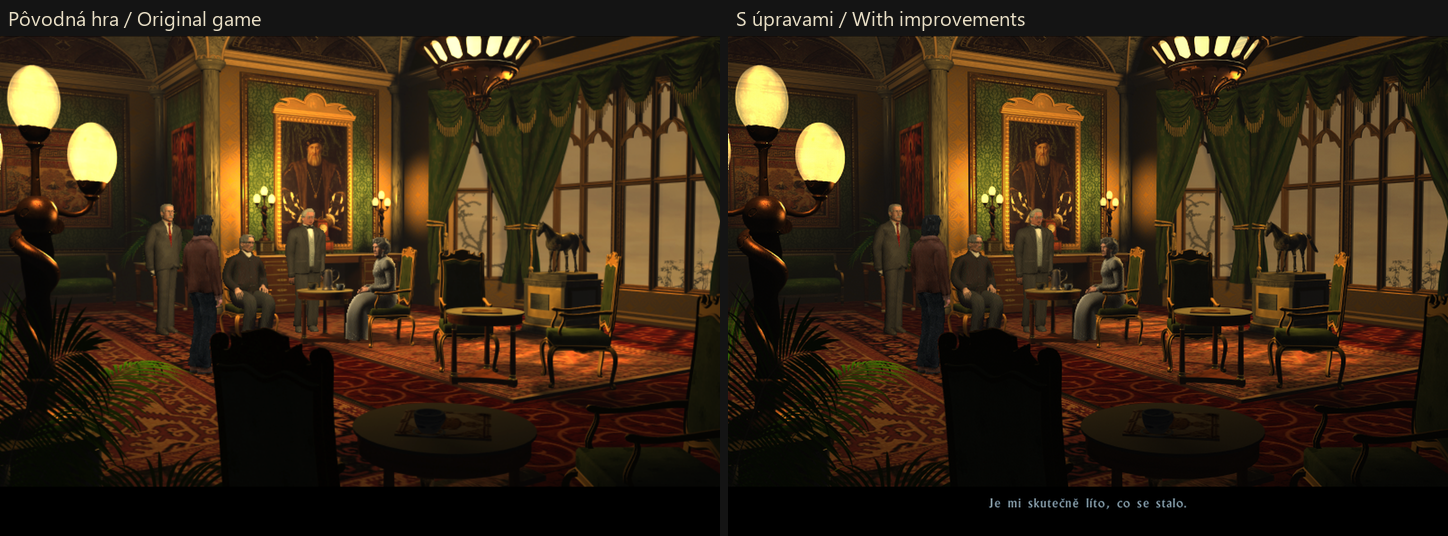 Pôvodná hra / Original game
S úpravami / With improvements
Je mi skutečně líto, co se stalo.